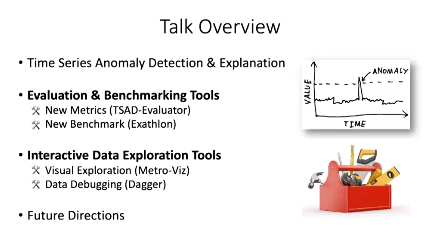 Talk Overview
• Time Series Anomaly Detection & Explanation
• Evaluation & Benchmarking Tools
New Metrics (TSAD-Evaluator)
New Benchmark (Exathlon)
• Interactive Data Exploration Tools
Visual Exploration (Metro-Viz)
Data Debugging (Dagger)
• Future Directions
ANOMALY
VALUE
TIME